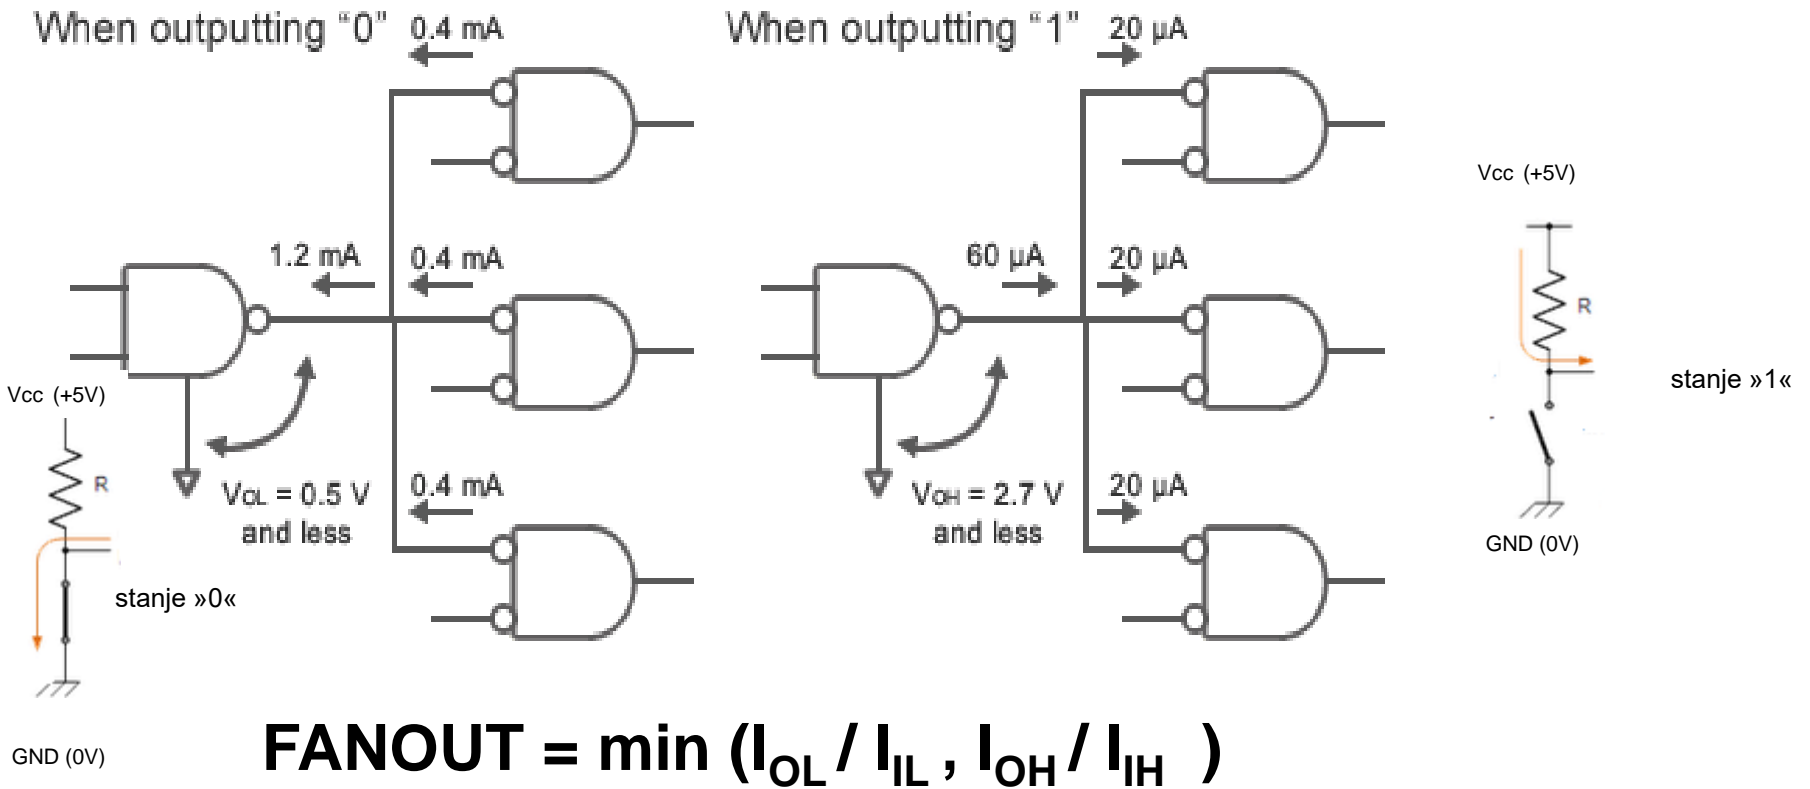 When outputting “0”
0.4 mA
1.2 mA
0.4 mA
Vcc (+5V)
R
VOL = 0.5 V
and less
0.4 mA
stanje »0«
GND (0V)
When outputting “1”
20 µA
60 µA
20 µA
VOH = 2.7 V
and less
20 µA
Vcc (+5V)
R
stanje »1«
GND (0V)
FANOUT = min (IOL / IIL , IOH / IIH )